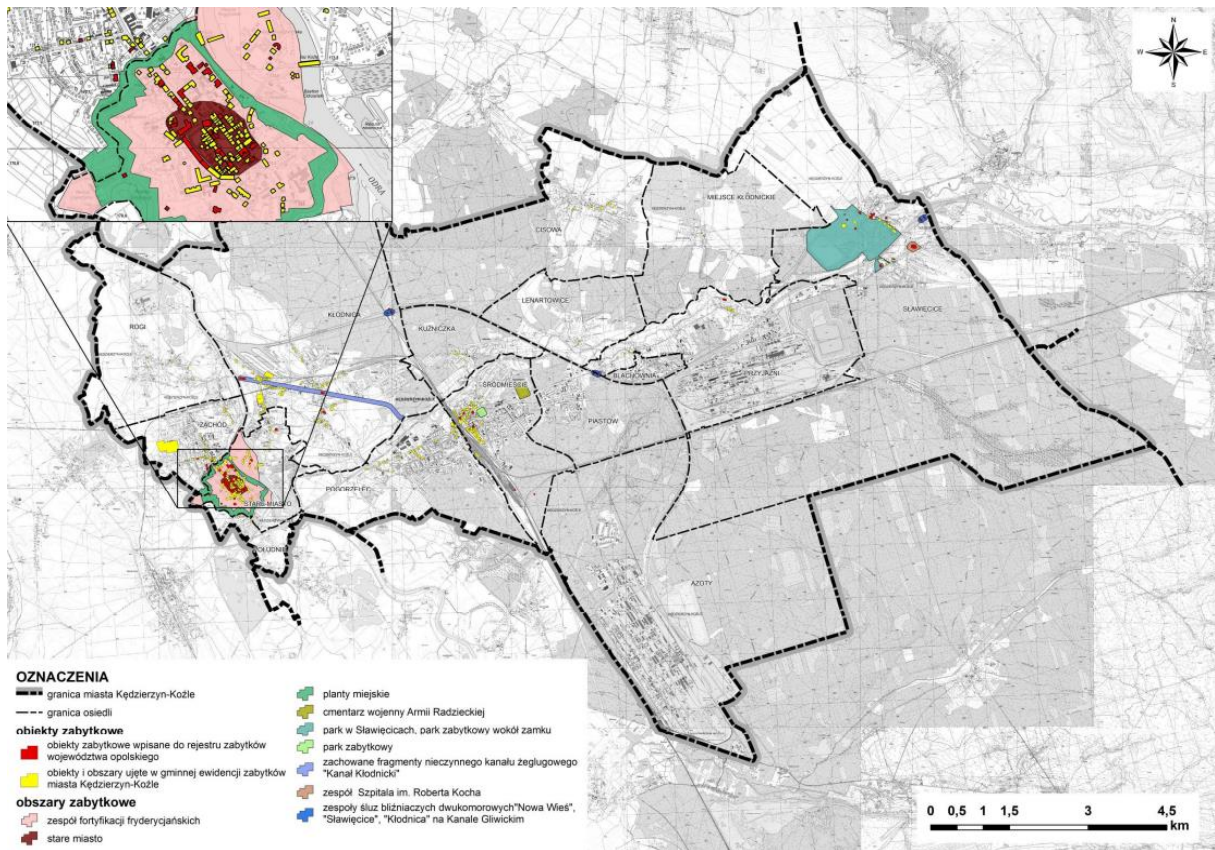 N
W
E
S
ODRA
CISOWA
MIEJSCE KŁODNICKIE
LENARTOWICE
SŁAWIĘCICE
ROGI
KŁODNICA
KUŹNICZKA
BLACHOWNIA
PRZYJAŹNI
ŚRÓDMIEŚCIE
ZACHÓD
PIASTÓW
POGORZELEC
STARE MIASTO
POŁUDNIE
AZOTY
OZNACZENIA
granica miasta Kędzierzyn-Koźle
granica osiedli
obiekty zabytkowe
obiekty zabytkowe wpisane do rejestru zabytków
województwa opolskiego
obiekty i obszary ujęte w gminnej ewidencji zabytków
miasta Kędzierzyn-Koźle
obszary zabytkowe
zespół fortyfikacji fryderycjańskich
stare miasto
planty miejskie
cmentarz wojenny Armii Radzieckiej
park w Sławięcicach, park zabytkowy wokół zamku
park zabytkowy
zachowane fragmenty nieczynnego kanału żeglugowego
"Kanał Kłodnicki"
zespół Szpitala im. Roberta Kocha
zespoły śluz bliźniaczych dwukomorowych"Nowa Wieś",
"Sławięcice", "Kłodnica" na Kanale Gliwickim
0 0,5 1 1,5 3 4,5
km